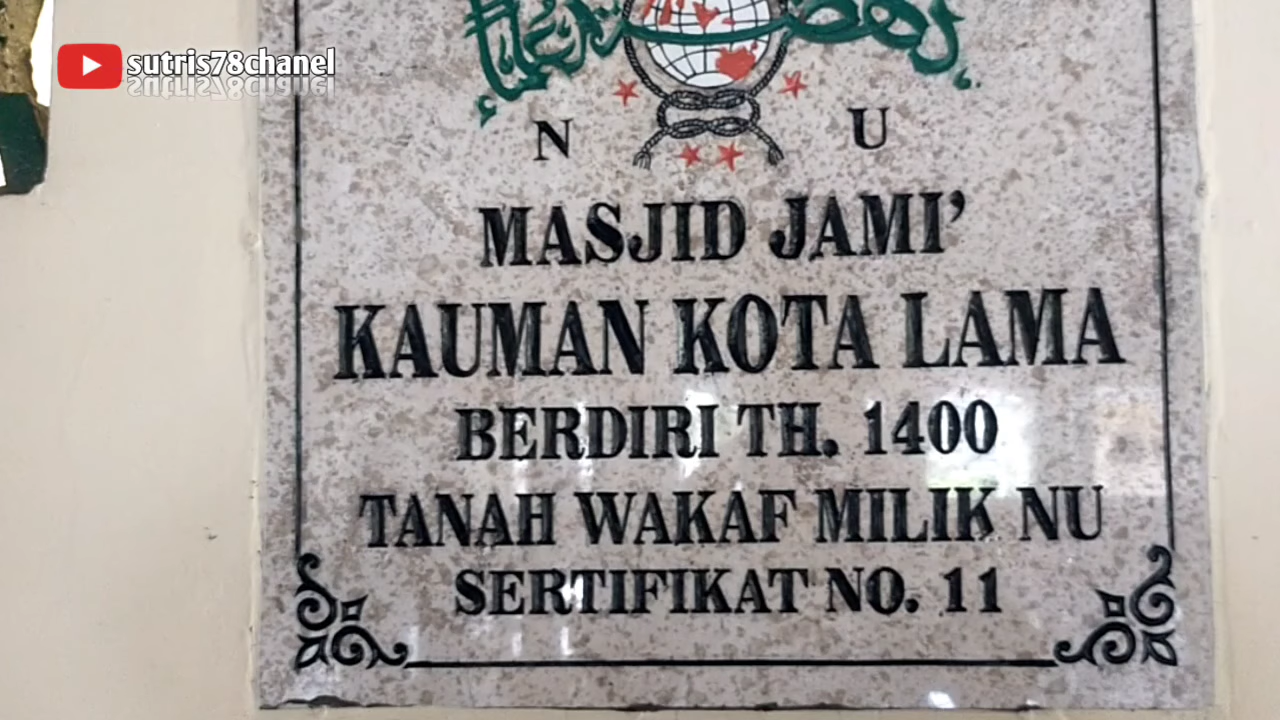 sutris78chanel
N U
MASJID JAMI’
KAUMAN KOTA LAMA
BERDIRI TH. 1400
TANAH WAKAF MILIK NU
SERTIFIKAT NO. 11